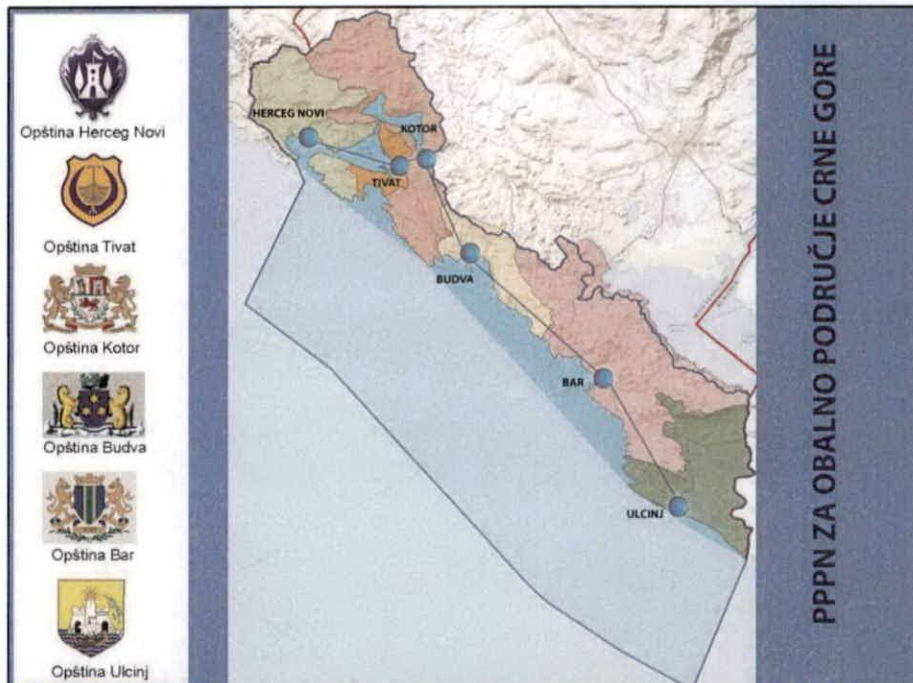 Opština Herceg Novi
Opština Tivat
Opština Kotor
Opština Budva
Opština Bar
Opština Ulcinj
HERCEG NOVI
KOTOR
TIVAT
BUDVA
BAR
ULCINJ
PPPN ZA OBALNO PODRUČJE CRNE GORE